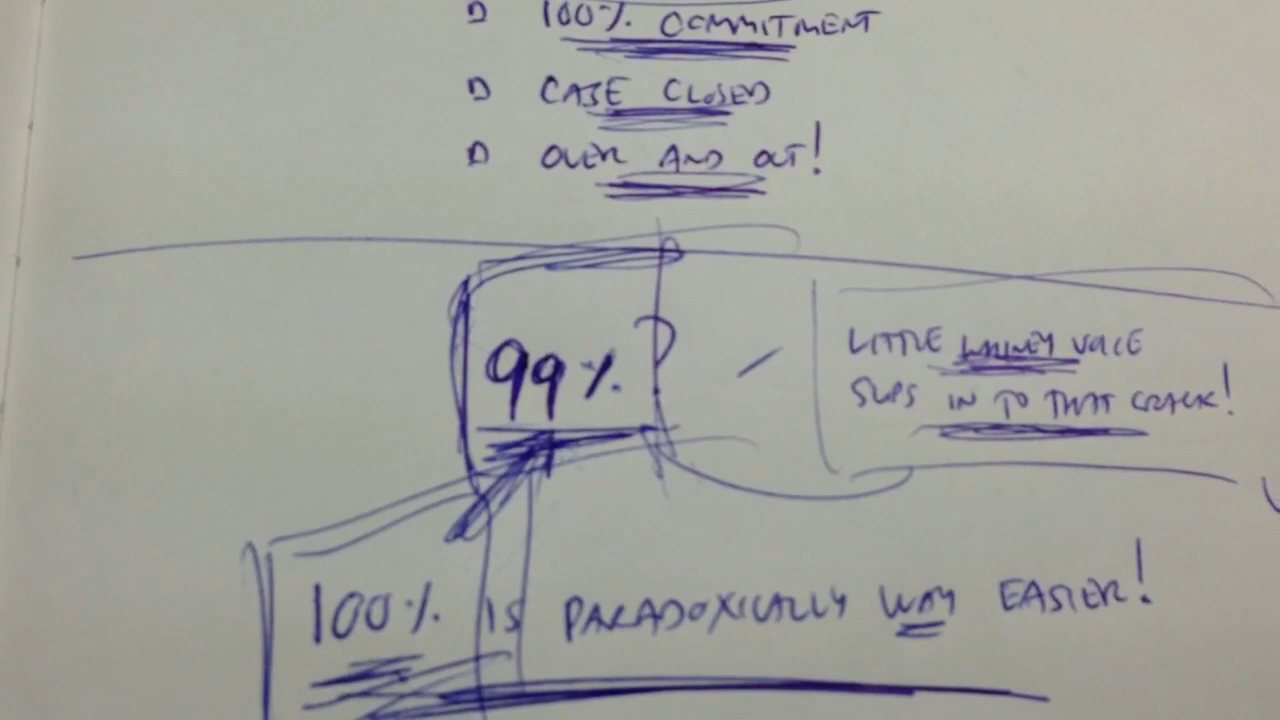 100% COMMITMENT
CASE CLOSED
OVER AND OUT!
99%
LITTLE WHINEY VOICE
SLIPS IN TO THAT CRACK!
100% IS PARADOXICALLY WAY EASIER!